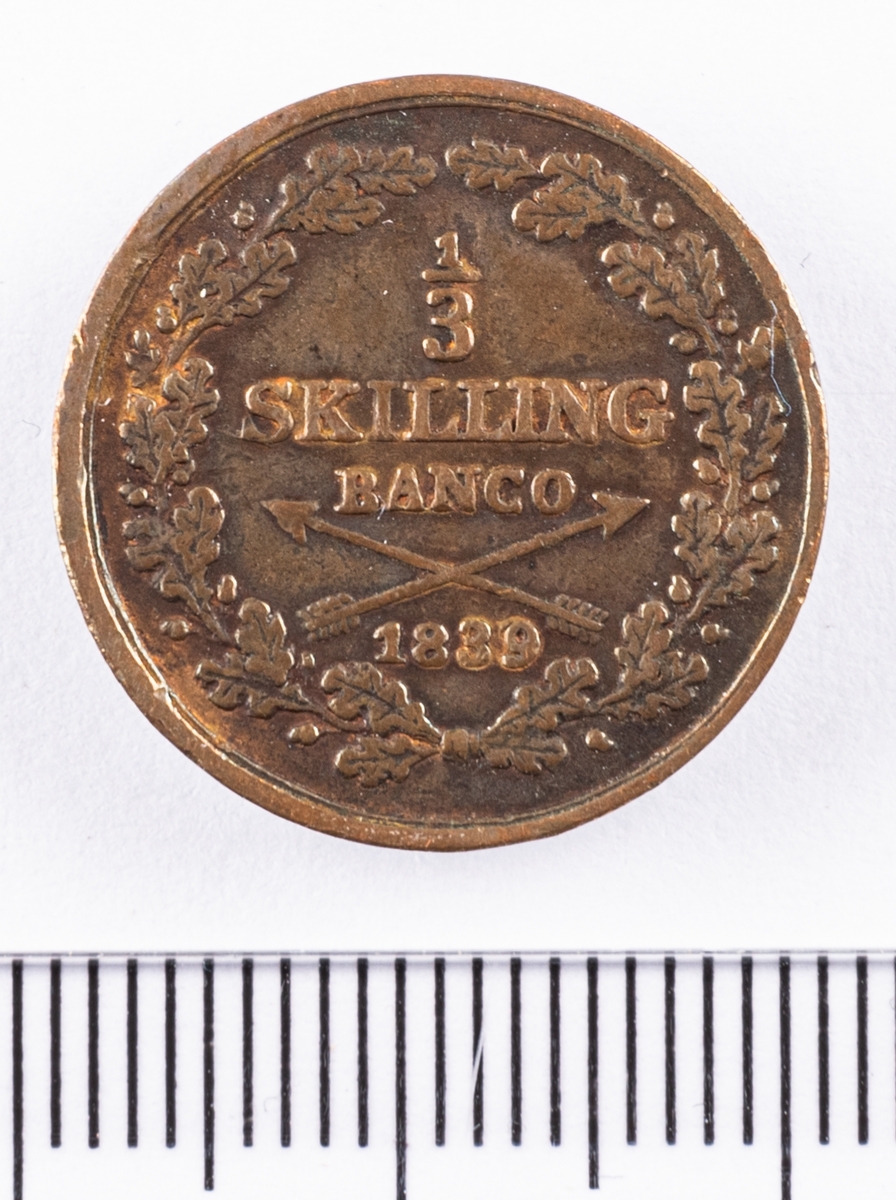 1/3
SKILLING
BANCO
1839